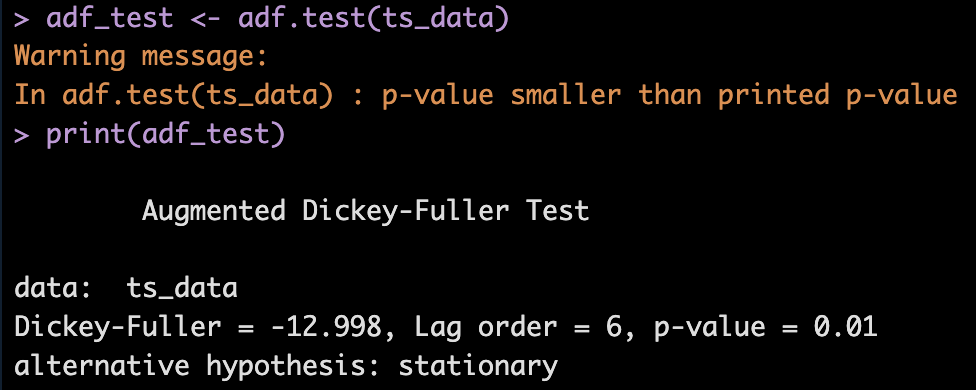 > adf_test <- adf.test(ts_data)
Warning message:
In adf.test(ts_data) : p-value smaller than printed p-value
> print(adf_test)
Augmented Dickey-Fuller Test
data:  ts_data
Dickey-Fuller = -12.998, Lag order = 6, p-value = 0.01
alternative hypothesis: stationary